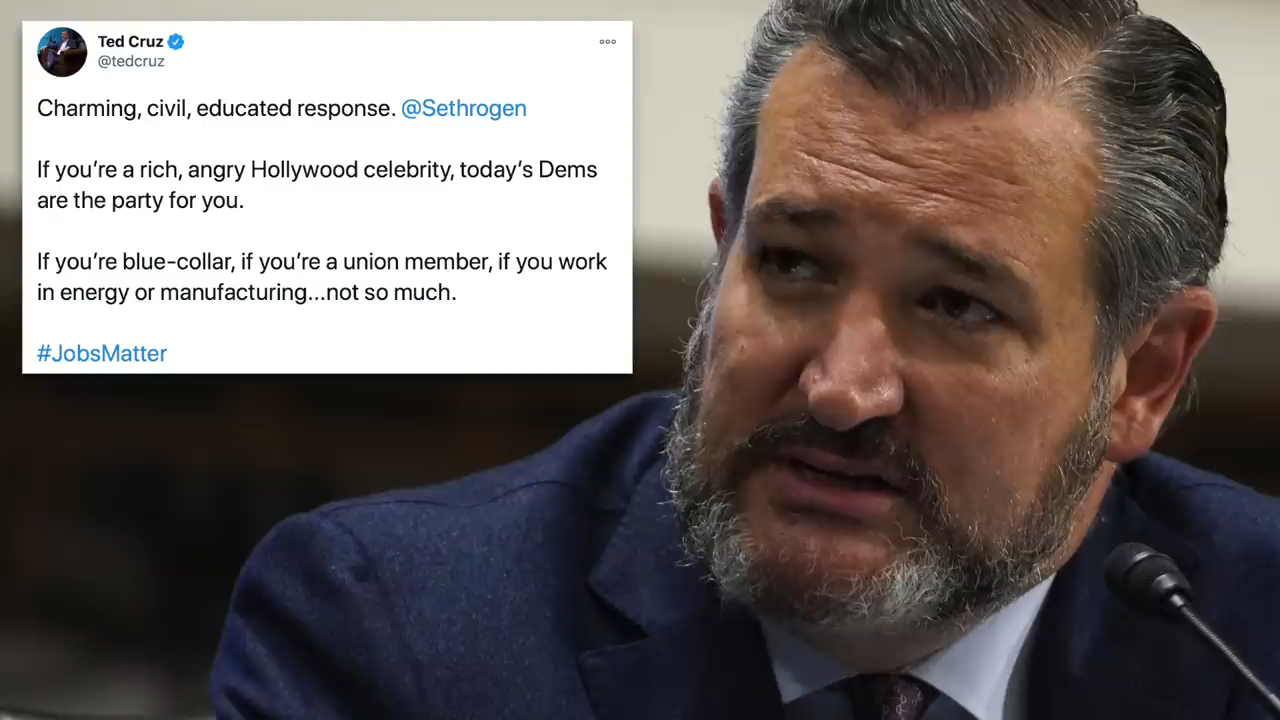 Ted Cruz
@tedcruz
Charming, civil, educated response. @Sethrogen
If you’re a rich, angry Hollywood celebrity, today‘s Dems
are the party for you.
If you’re blue-collar, if you’re a union member, if you work
in energy or manufacturing...not so much.
#JobsMatter